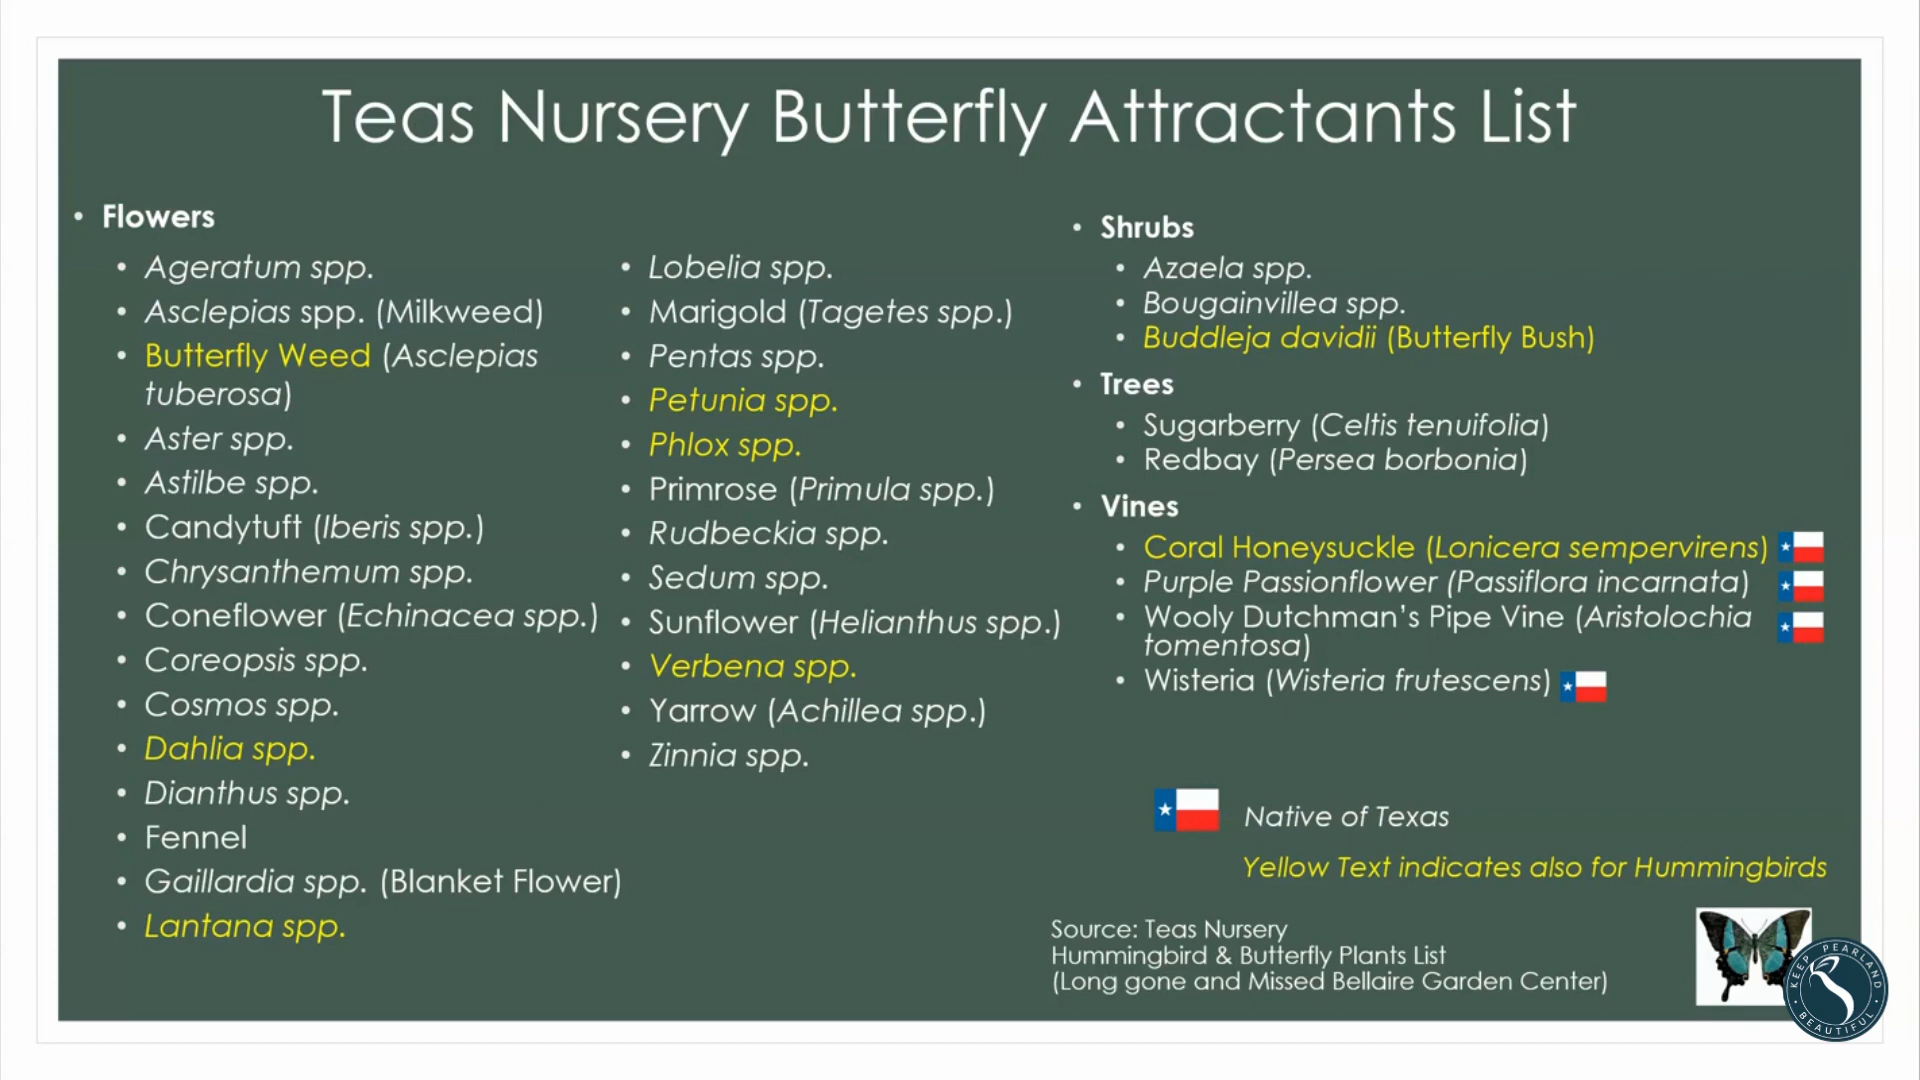 Teas Nursery Butterfly Attractants List
• Flowers
• Ageratum spp.
• Asclepias spp. (Milkweed)
• Butterfly Weed (Asclepias
tuberosa)
• Aster spp.
• Astilbe spp.
• Candytuft (Iberis spp.)
• Chrysanthemum spp.
• Coneflower (Echinacea spp.)
• Coreopsis spp.
• Cosmos spp.
• Dahlia spp.
• Dianthus spp.
• Fennel
• Gaillardia spp. (Blanket Flower)
• Lantana spp.
• Lobelia spp.
• Marigold (Tagetes spp.)
• Pentas spp.
• Petunia spp.
• Phlox spp.
• Primrose (Primula spp.)
• Rudbeckia spp.
• Sedum spp.
• Sunflower (Helianthus spp.)
• Verbena spp.
• Yarrow (Achillea spp.)
• Zinnia spp.
• Shrubs
• Azaela spp.
• Bougainvillea spp.
• Buddleja davidii (Butterfly Bush)
• Trees
• Sugarberry (Celtis tenuifolia)
• Redbay (Persea borbonia)
• Vines
• Coral Honeysuckle (Lonicera sempervirens)
• Purple Passionflower (Passiflora incarnata)
• Wooly Dutchman's Pipe Vine (Aristolochia
tomentosa)
• Wisteria (Wisteria frutescens)
Native of Texas
Yellow Text indicates also for Hummingbirds
Source: Teas Nursery
Hummingbird & Butterfly Plants List
(Long gone and Missed Bellaire Garden Center)
KEEP PEARLAND
BEAUTIFUL